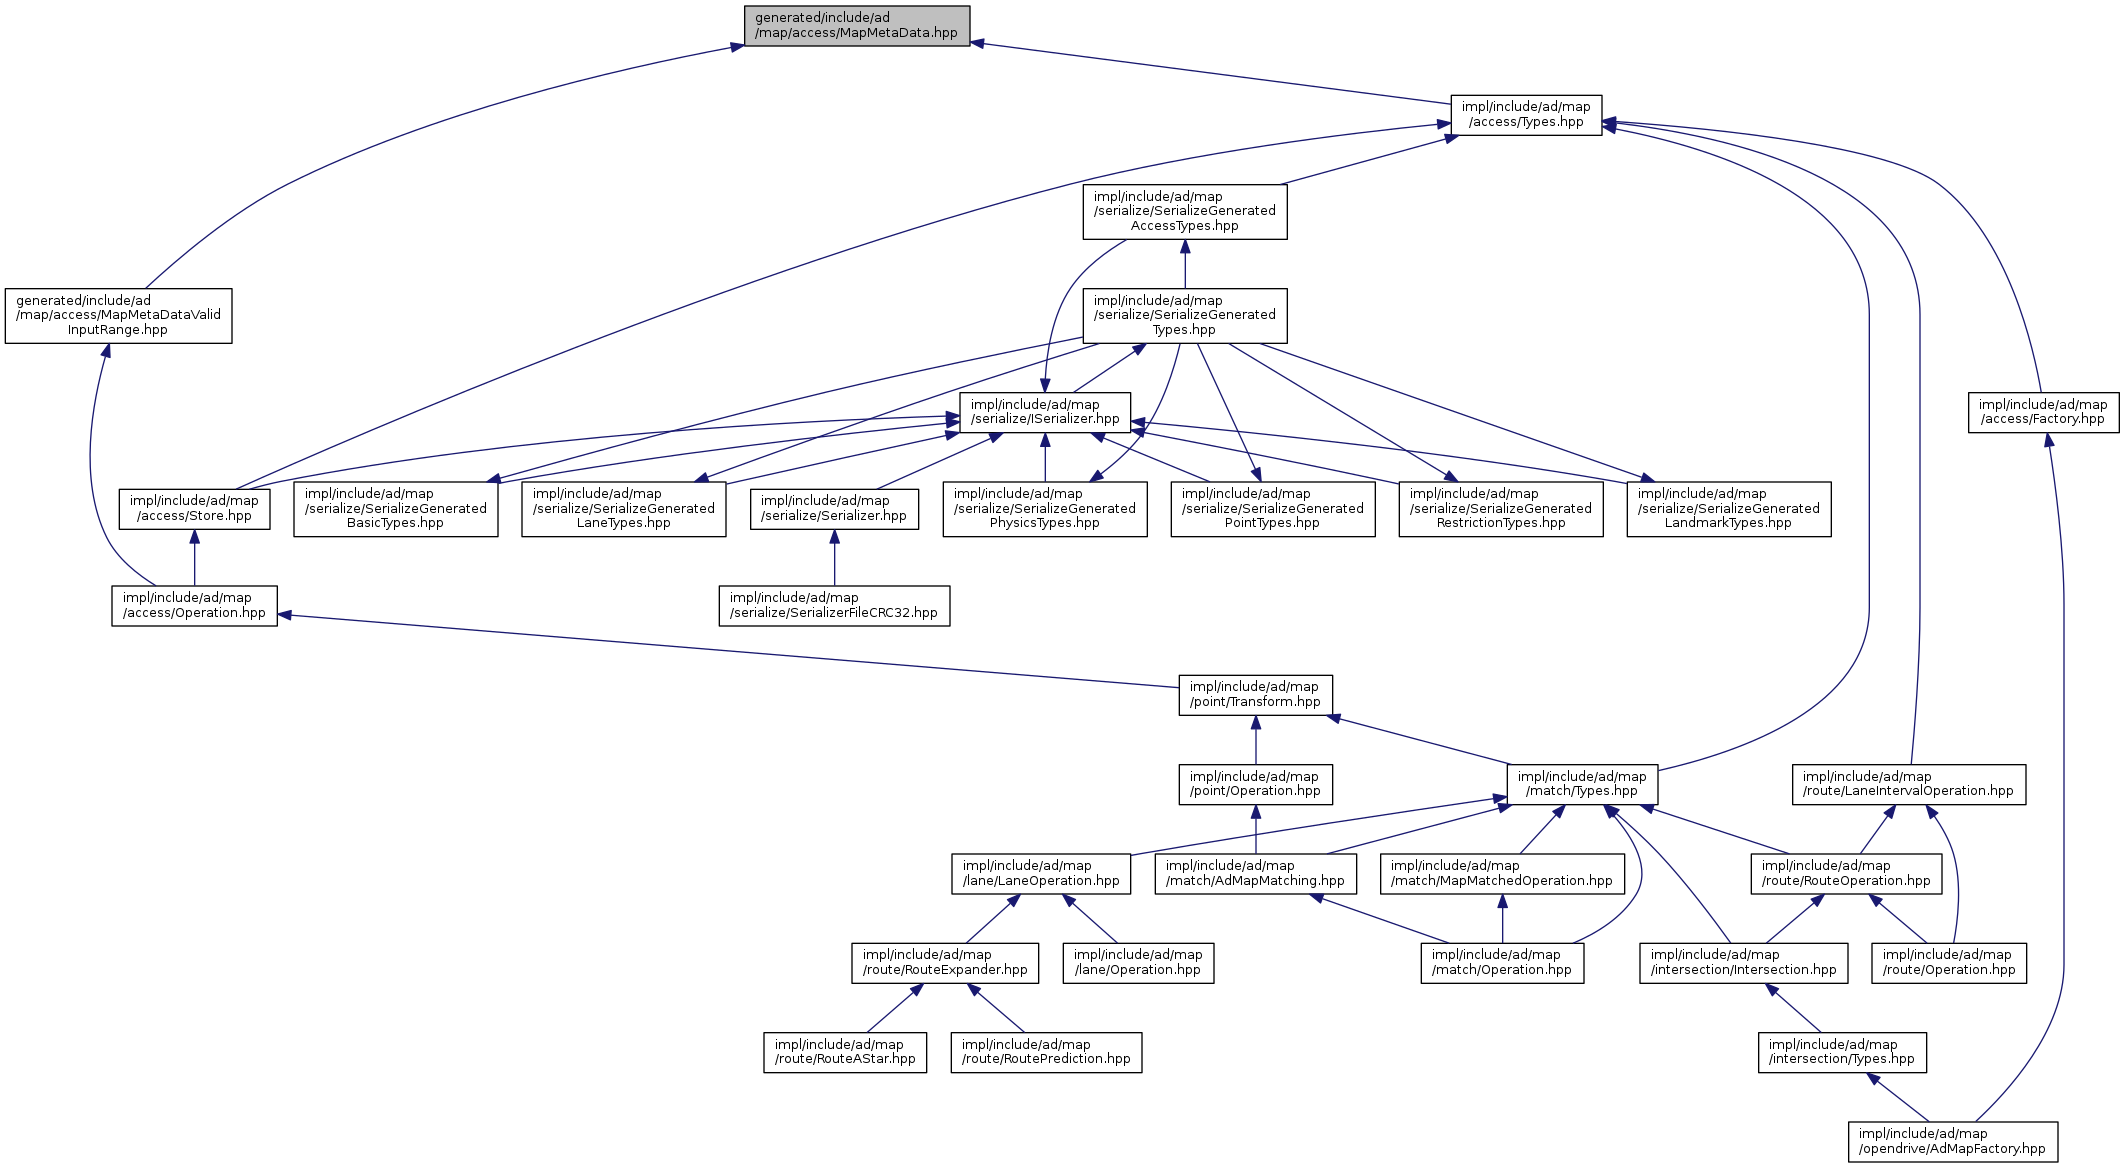 generated/include/ad
/map/access/MapMetaData.hpp
impl/include/ad/map
/access/Types.hpp
impl/include/ad/map
/serialize/SerializeGenerated
AccessTypes.hpp
generated/include/ad
/map/access/MapMetaDataValid
InputRange.hpp
impl/include/ad/map
/serialize/SerializeGenerated
Types.hpp
impl/include/ad/map
/serialize/ISerializer.hpp
impl/include/ad/map
/access/Factory.hpp
impl/include/ad/map
/access/Store.hpp
impl/include/ad/map
/serialize/SerializeGenerated
BasicTypes.hpp
impl/include/ad/map
/serialize/SerializeGenerated
LaneTypes.hpp
impl/include/ad/map
/serialize/Serializer.hpp
impl/include/ad/map
/serialize/SerializeGenerated
PhysicsTypes.hpp
impl/include/ad/map
/serialize/SerializeGenerated
PointTypes.hpp
impl/include/ad/map
/serialize/SerializeGenerated
RestrictionTypes.hpp
impl/include/ad/map
/serialize/SerializeGenerated
LandmarkTypes.hpp
impl/include/ad/map
/access/Operation.hpp
impl/include/ad/map
/serialize/SerializerFileCRC32.hpp
impl/include/ad/map
/point/Transform.hpp
impl/include/ad/map
/point/Operation.hpp
impl/include/ad/map
/match/Types.hpp
impl/include/ad/map
/route/LaneIntervalOperation.hpp
impl/include/ad/map
/lane/LaneOperation.hpp
impl/include/ad/map
/match/AdMapMatching.hpp
impl/include/ad/map
/match/MapMatchedOperation.hpp
impl/include/ad/map
/route/RouteOperation.hpp
impl/include/ad/map
/route/RouteExpander.hpp
impl/include/ad/map
/lane/Operation.hpp
impl/include/ad/map
/match/Operation.hpp
impl/include/ad/map
/intersection/Intersection.hpp
impl/include/ad/map
/route/Operation.hpp
impl/include/ad/map
/route/RouteAStar.hpp
impl/include/ad/map
/route/RoutePrediction.hpp
impl/include/ad/map
/intersection/Types.hpp
impl/include/ad/map
/opendrive/AdMapFactory.hpp